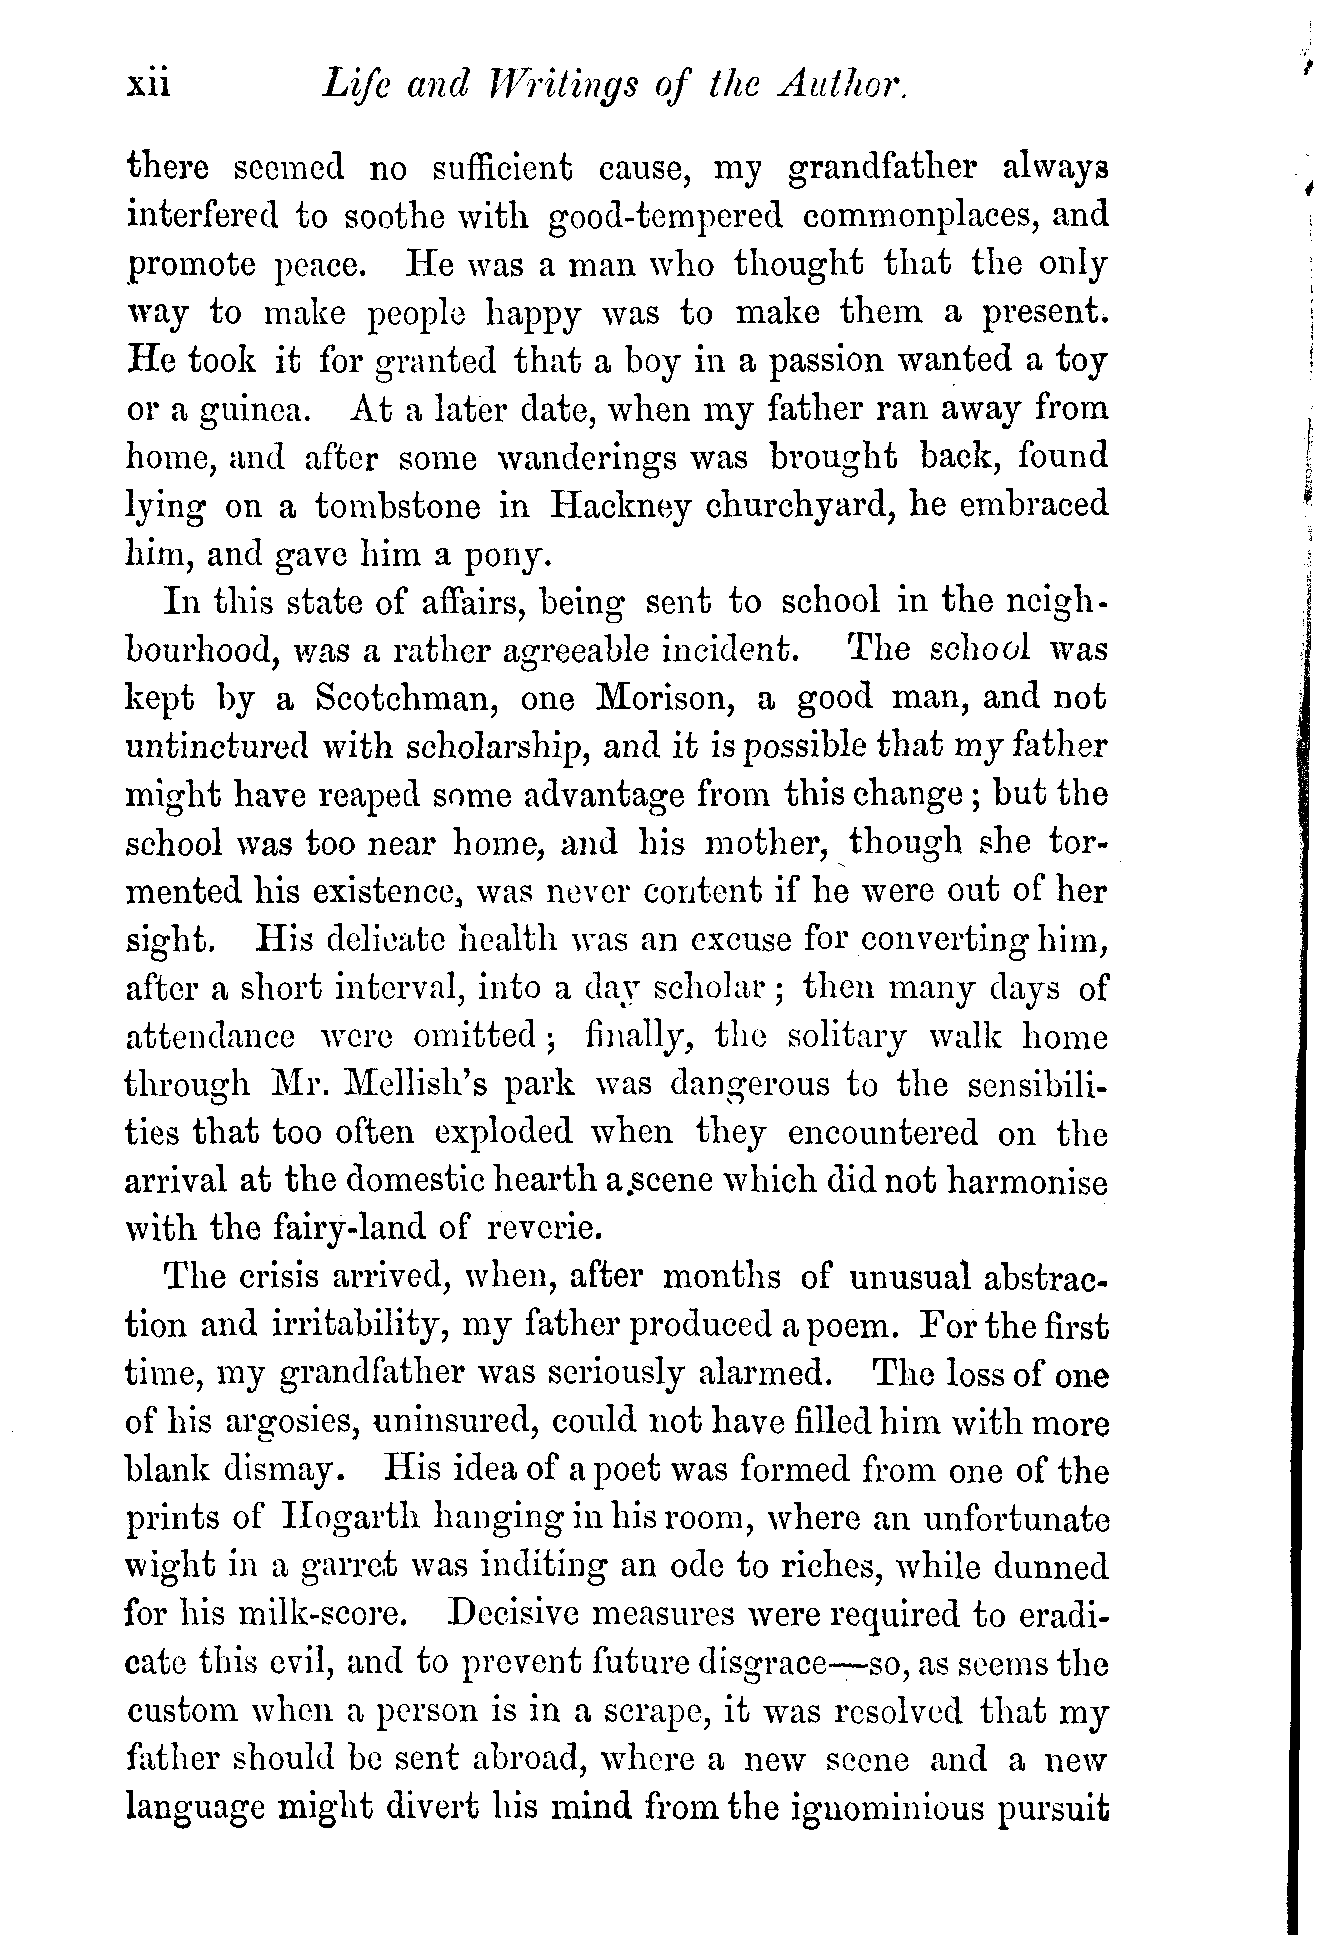 xii Life and Writings of the Author.
there seemed no sufficient cause, my grandfather always
interfered to soothe with good-tempered commonplaces, and
promote peace. He was a man who thought that the only
way to make people happy was to make them a present.
He took it for granted that a boy in a passion wanted a toy
or a guinea. At a later date, when my father ran away from
home, and after some wanderings was brought back, found
lying on a tombstone in Hackney churchyard, he embraced
him, and gave him a pony.
In this state of affairs, being sent to school in the neigh-
bourhood, was a rather agreeable incident. The school was
kept by a Scotchman, one Morison, a good man, and not
untinctured with scholarship, and it is possible that my father
might have reaped some advantage from this change; but the
school was too near home, and his mother, though she tor-
mented his existence, was never content if he were out of her
sight. His delicate health was an excuse for converting him,
after a short interval, into a day scholar; then many days of
attendance were omitted; finally, the solitary walk home
through Mr. Mellish's park was dangerous to the sensibili-
ties that too often exploded when they encountered on the
arrival at the domestic hearth a scene which did not harmonise
with the fairy-land of reverie.
The crisis arrived, when, after months of unusual abstrac-
tion and irritability, my father produced a poem. For the first
time, my grandfather was seriously alarmed. The loss of one
of his argosies, uninsured, could not have filled him with more
blank dismay. His idea of a poet was formed from one of the
prints of Hogarth hanging in his room, where an unfortunate
wight in a garret was inditing an ode to riches, while dunned
for his milk-score. Decisive measures were required to eradi-
cate this evil, and to prevent future disgrace—so, as seems the
custom when a person is in a scrape, it was resolved that my
father should be sent abroad, where a new scene and a new
language might divert his mind from the ignominious pursuit